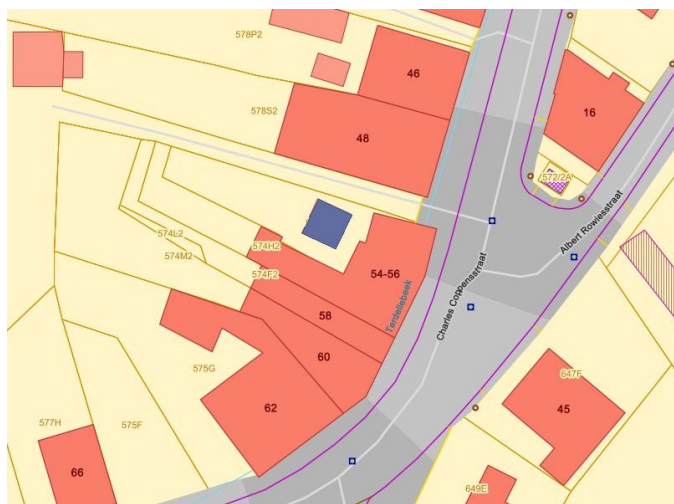 578P2
46
16
578S2
48
572/2A
Albert Rowiesstraat
574L2
574H2
574M2
54-56
574F2
Terdellebeek
Charles Coppensstraat
58
60
575G
647F
62
45
577H
575F
66
649E